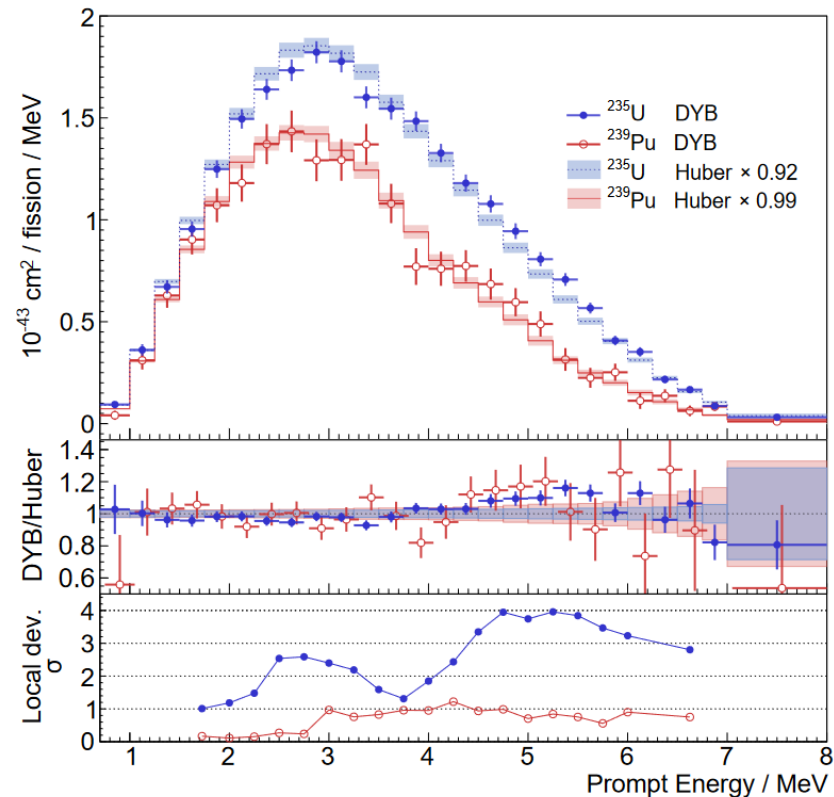 2
1.5
1
0.5
0
10⁻⁴³ cm² / fission / MeV
²³⁵U DYB
²³⁹Pu DYB
²³⁵U Huber × 0.92
²³⁹Pu Huber × 0.99
1.4
1.2
1
0.8
0.6
DYB/Huber
4
3
2
1
0
Local dev.
σ
1 2 3 4 5 6 7 8
Prompt Energy / MeV